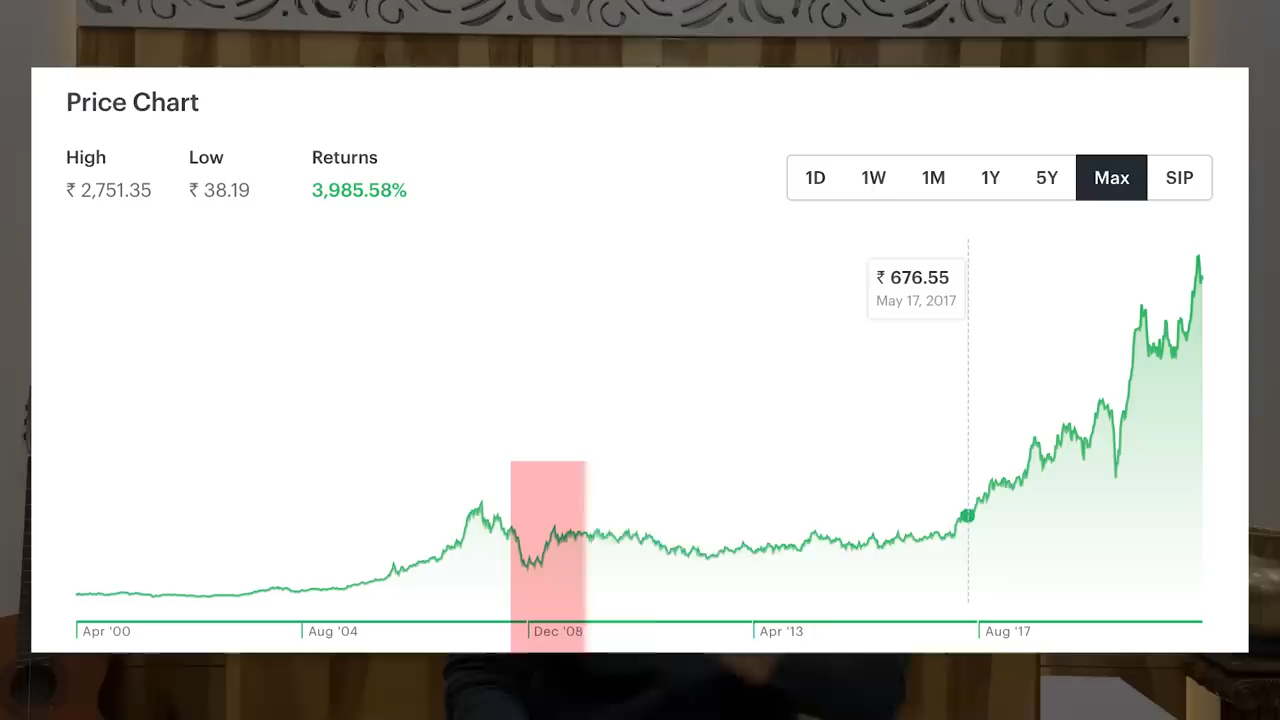 Price Chart
High Low Returns
₹ 2,751.35 ₹ 38.19 3,985.58%
1D 1W 1M 1Y 5Y Max SIP
₹ 676.55
May 17, 2017
Apr '00 Aug '04 Dec '08 Apr '13 Aug '17